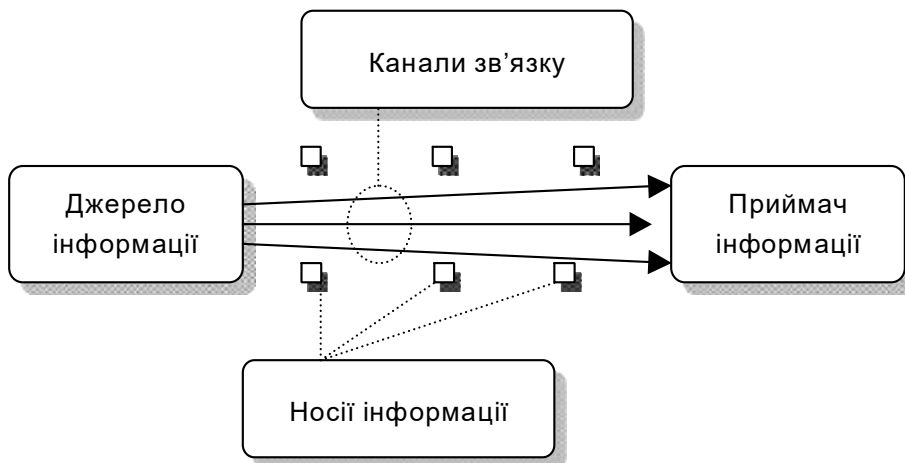 Канали зв’язку
Джерело
інформації
Приймач
інформації
Носії інформації